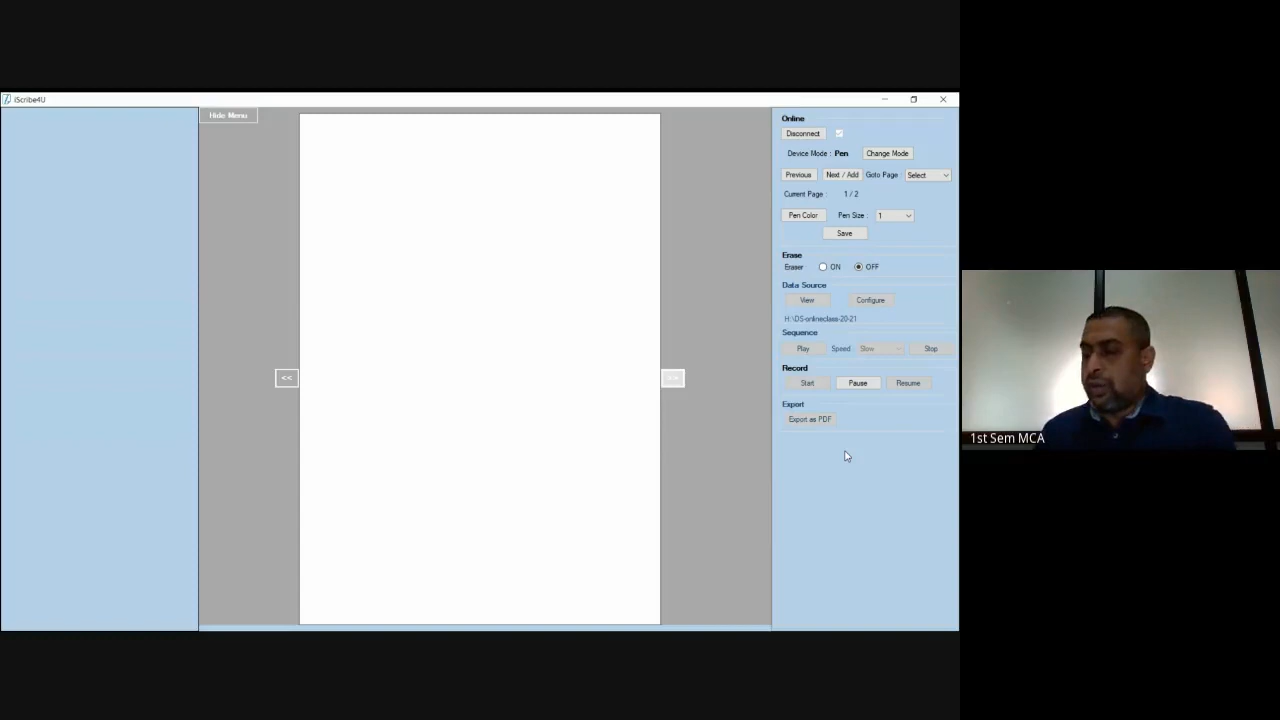 iScribe4U
Hide Menu
Online
Disconnect
Device Mode : Pen Change Mode
Previous Next / Add Goto Page Select
Current Page : 1 / 2
Pen Color Pen Size : 1
Save
Erase
Eraser ON OFF
Data Source
View Configure
H:\DS-onlineclass-20-21
Sequence
Play Speed Slow Stop
<< >>
Record
Start Pause Resume
Export
Export as PDF
1st Sem MCA